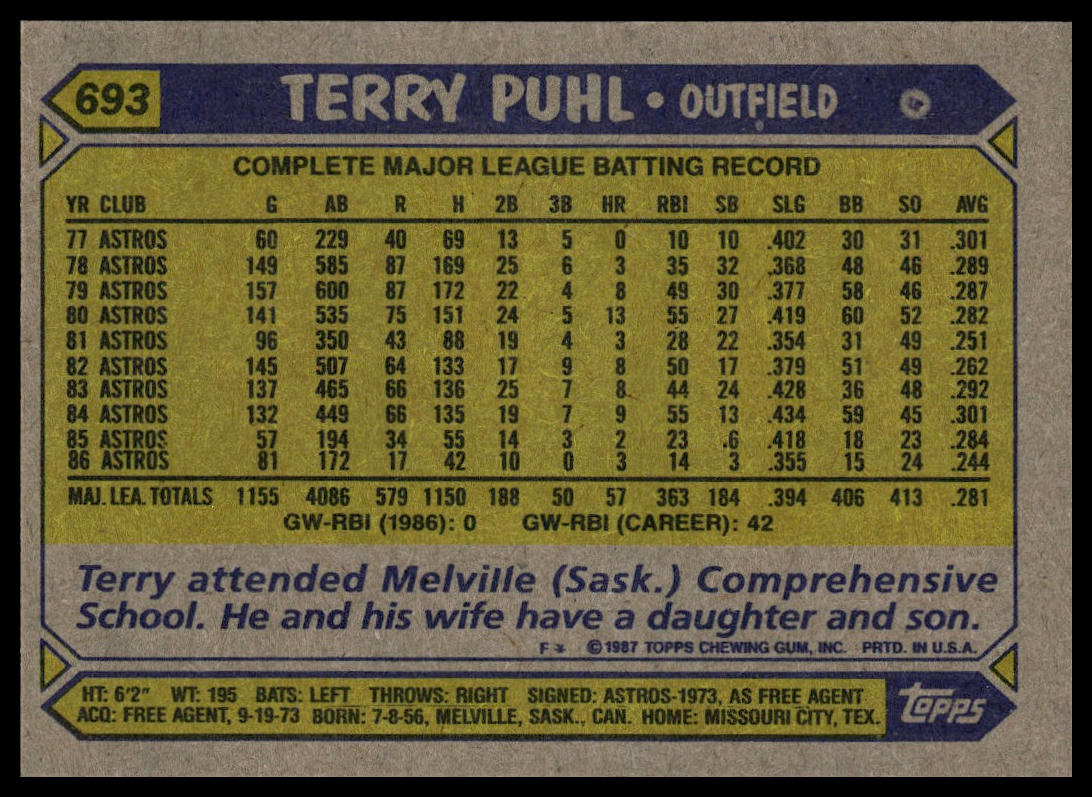 693 TERRY PUHL • OUTFIELD
COMPLETE MAJOR LEAGUE BATTING RECORD
YR CLUB G AB R H 2B 3B HR RBI SB SLG BB SO AVG
77 ASTROS 60 229 40 69 13 5 0 10 10 .402 30 31 .301
78 ASTROS 149 585 87 169 25 6 3 35 32 .368 48 46 .289
79 ASTROS 157 600 87 172 22 4 8 49 30 .377 58 46 .287
80 ASTROS 141 535 75 151 24 5 13 55 27 .419 60 52 .282
81 ASTROS 96 350 43 88 19 4 3 28 22 .354 31 49 .251
82 ASTROS 145 507 64 133 17 9 8 50 17 .379 51 49 .262
83 ASTROS 137 465 66 136 25 7 8 44 24 .428 36 48 .292
84 ASTROS 132 449 66 135 19 7 9 55 13 .434 59 45 .301
85 ASTROS 57 194 34 55 14 3 2 23 .6 .418 18 23 .284
86 ASTROS 81 172 17 42 10 0 3 14 3 .355 15 24 .244
MAJ. LEA. TOTALS 1155 4086 579 1150 188 50 57 363 184 .394 406 413 .281
GW-RBI (1986): 0 GW-RBI (CAREER): 42
Terry attended Melville (Sask.) Comprehensive
School. He and his wife have a daughter and son.
F* ©1987 TOPPS CHEWING GUM, INC. PRTD. IN U.S.A.
HT: 6'2" WT: 195 BATS: LEFT THROWS: RIGHT SIGNED: ASTROS-1973, AS FREE AGENT
ACQ: FREE AGENT, 9-19-73 BORN: 7-8-56, MELVILLE, SASK., CAN. HOME: MISSOURI CITY, TEX.
topps